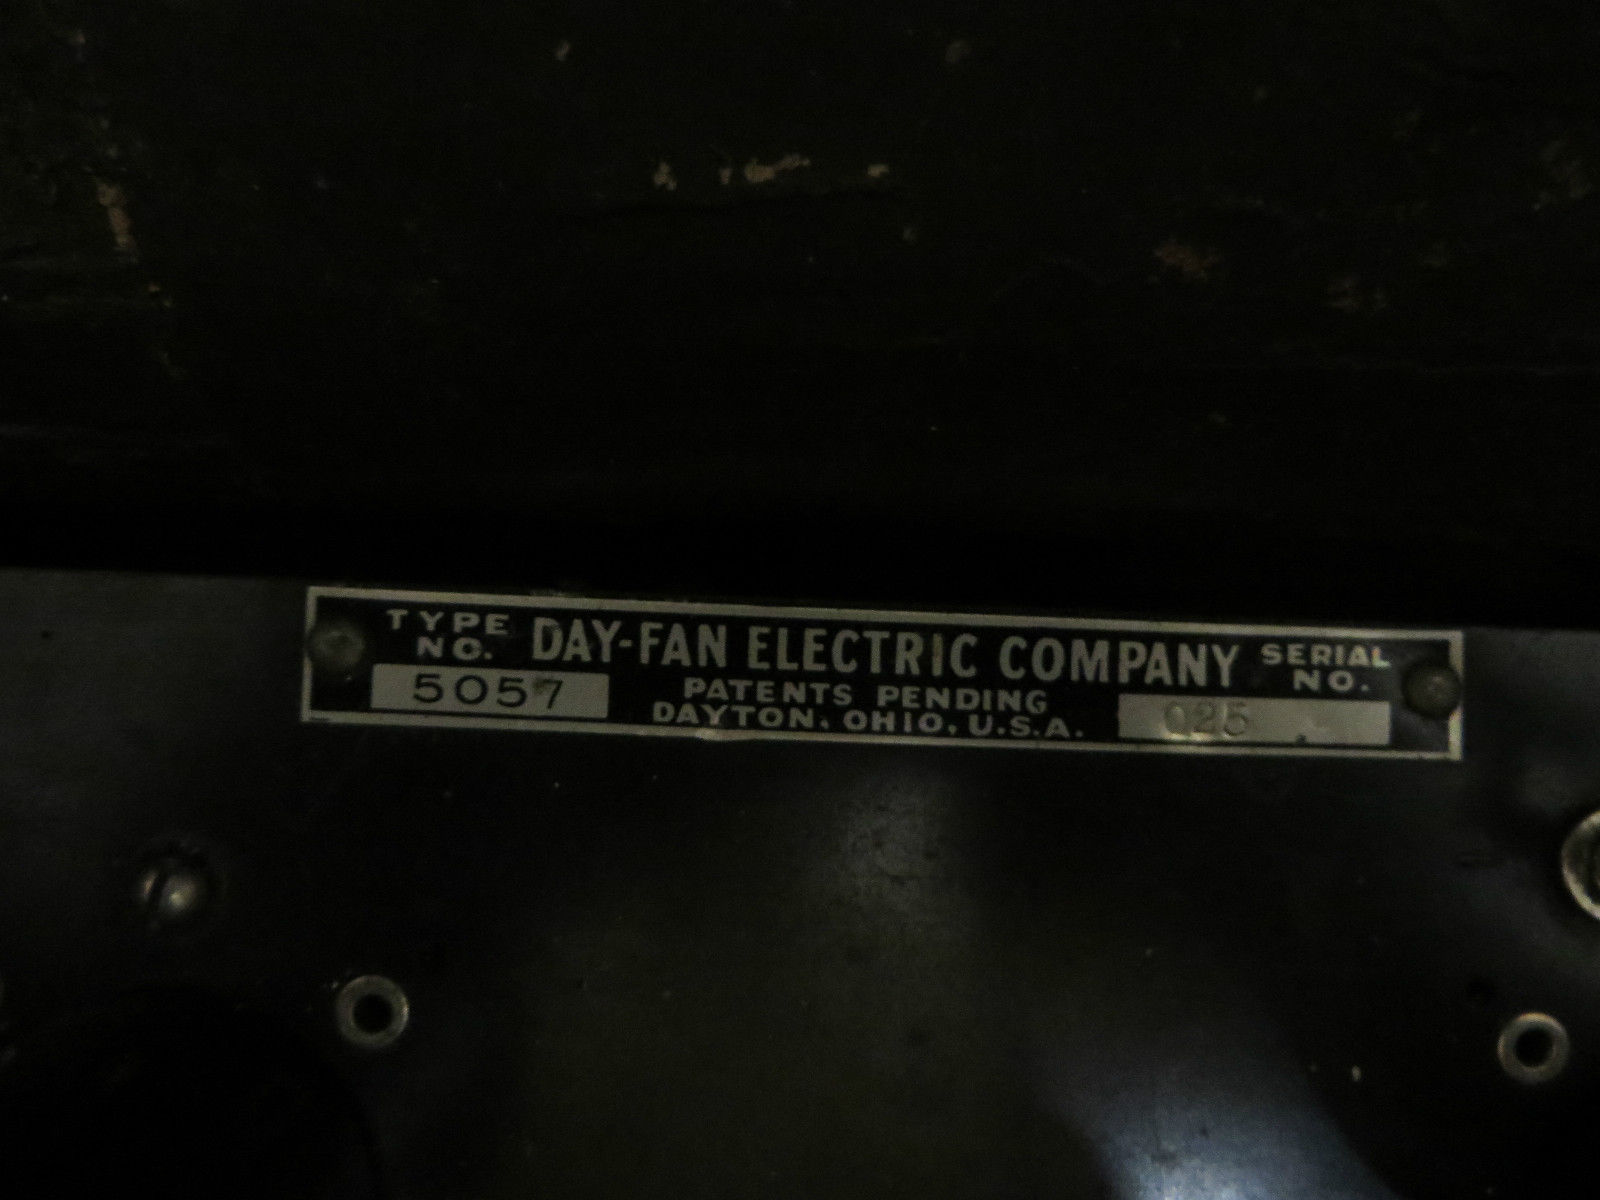 TYPE NO. DAY-FAN ELECTRIC COMPANY SERIAL NO.
5057 PATENTS PENDING 025
DAYTON, OHIO, U.S.A.